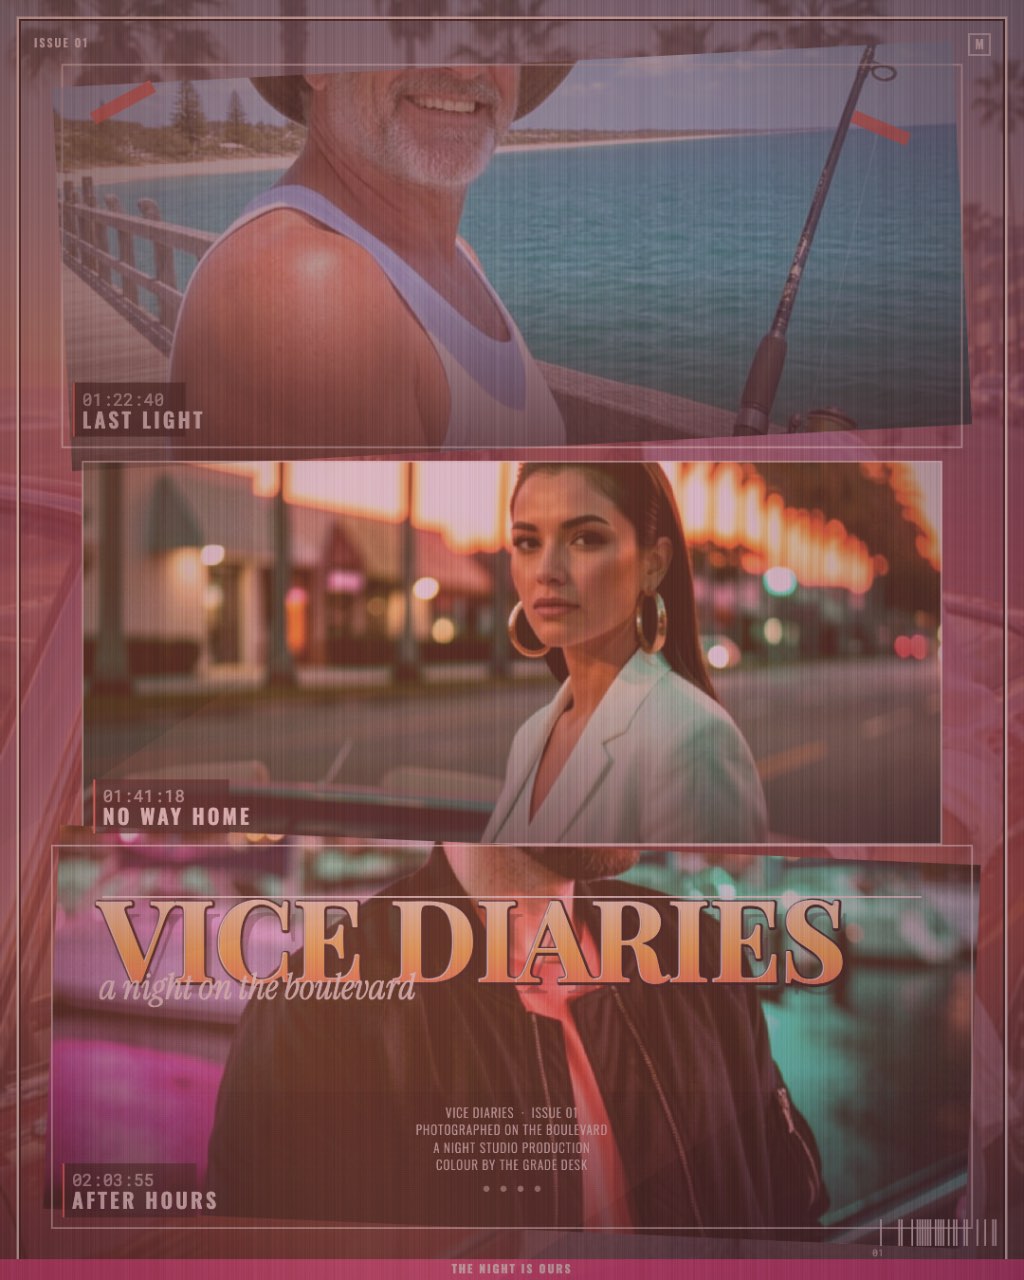 ISSUE 01
M
01:22:40
LAST LIGHT
01:41:18
NO WAY HOME
VICE DIARIES
a night on the boulevard
VICE DIARIES · ISSUE 01
PHOTOGRAPHED ON THE BOULEVARD
A NIGHT STUDIO PRODUCTION
COLOUR BY THE GRADE DESK
02:03:55
AFTER HOURS
01
THE NIGHT IS OURS